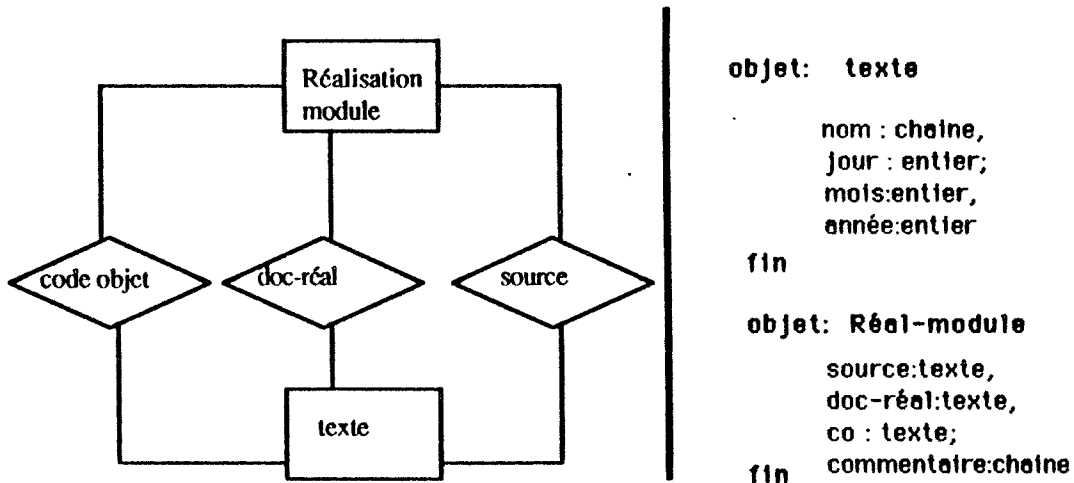 Réalisation
module
code objet
doc-réal
source
texte
objet: texte
nom : chaine,
jour : entier;
mois:entier,
année:entier
fin
objet: Réal-module
source:texte,
doc-réal:texte,
co : texte;
commentaire:chaine
fin